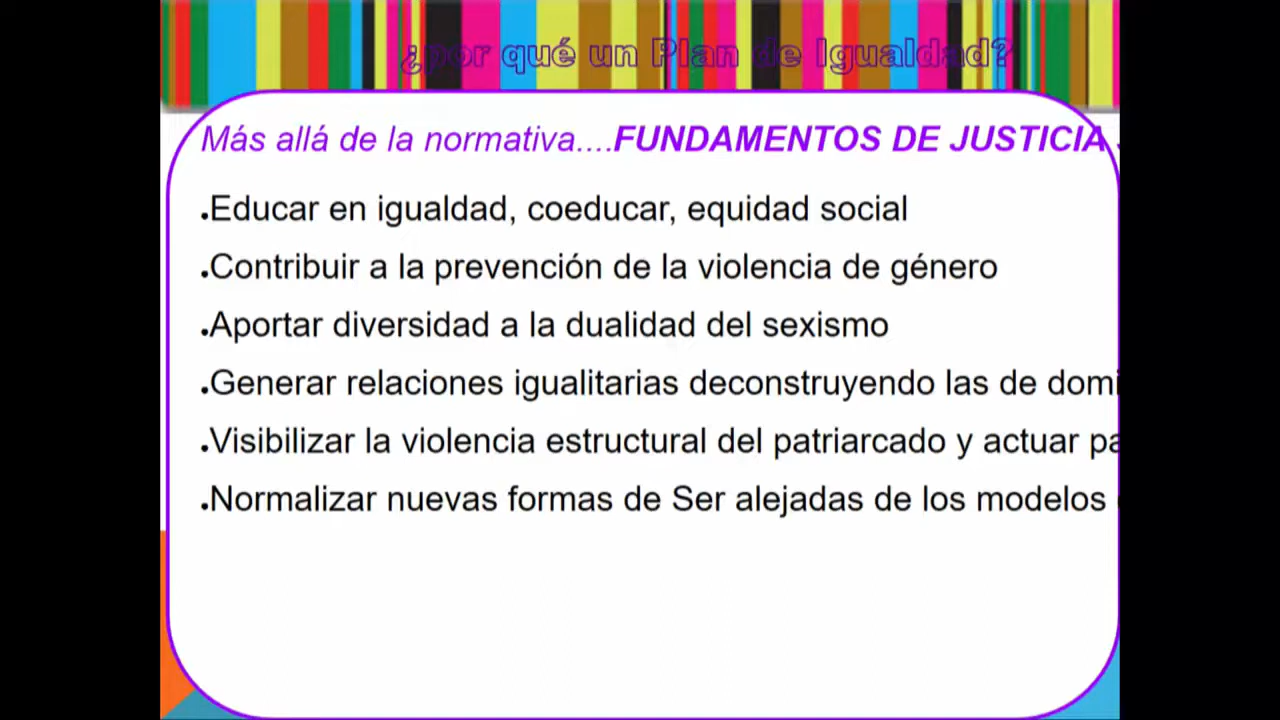 ¿por qué un Plan de Igualdad?
Más allá de la normativa....FUNDAMENTOS DE JUSTICIA
.Educar en igualdad, coeducar, equidad social
.Contribuir a la prevención de la violencia de género
.Aportar diversidad a la dualidad del sexismo
.Generar relaciones igualitarias deconstruyendo las de domi
.Visibilizar la violencia estructural del patriarcado y actuar pa
.Normalizar nuevas formas de Ser alejadas de los modelos